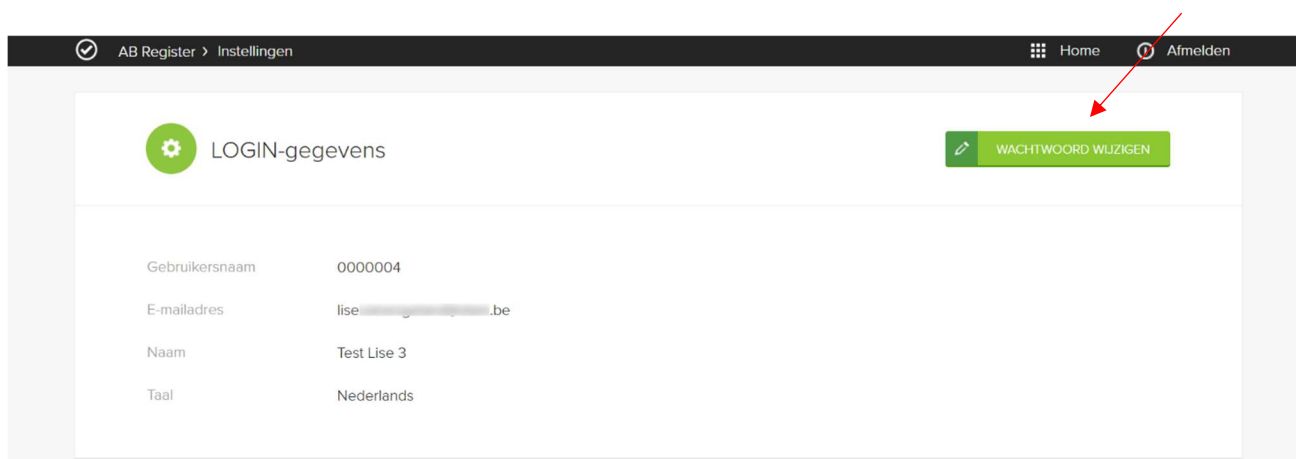 AB Register > Instellingen Home Afmelden
LOGIN-gegevens WACHTWOORD WIJZIGEN
Gebruikersnaam 0000004
E-mailadres lise .be
Naam Test Lise 3
Taal Nederlands